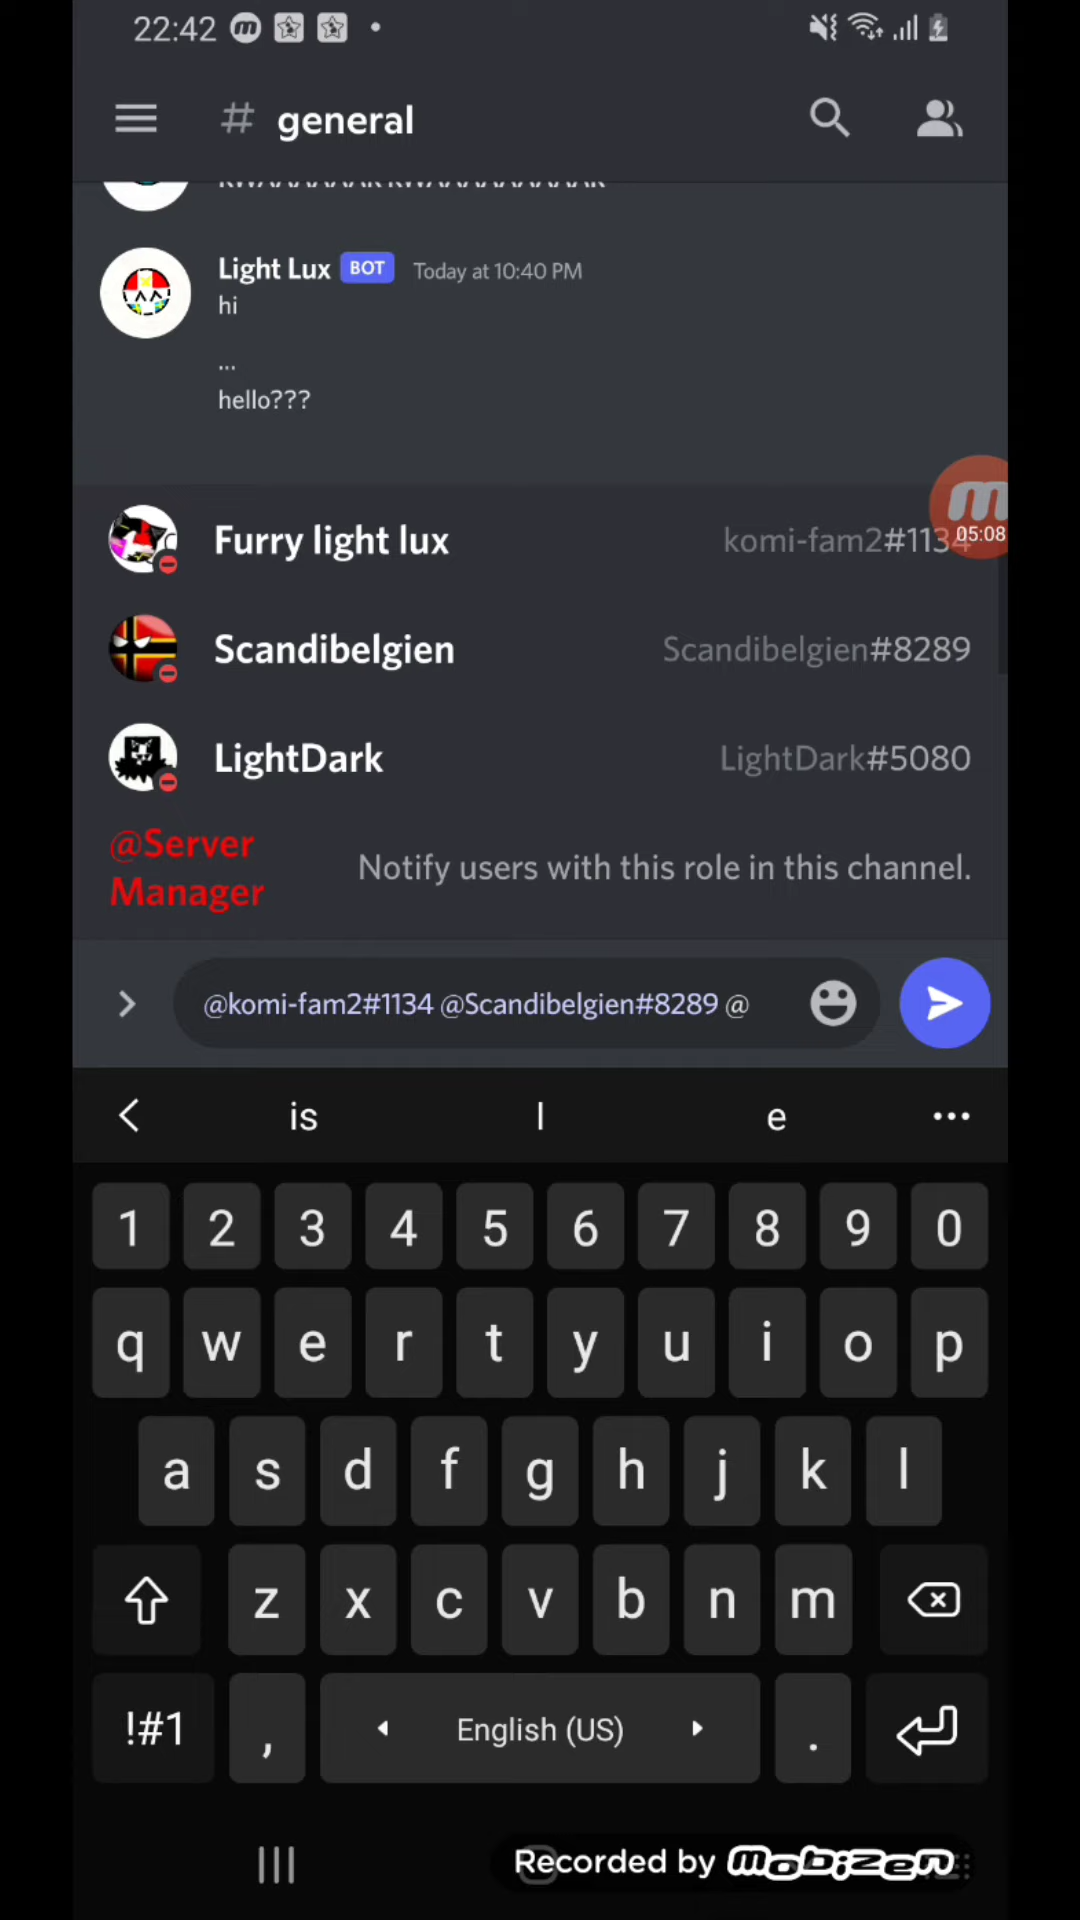 22:42
# general
Light Lux BOT Today at 10:40 PM
hi
...
hello???
05:08
Furry light lux komi-fam2#1134
Scandibelgien Scandibelgien#8289
LightDark LightDark#5080
@Server
Manager
Notify users with this role in this channel.
@komi-fam2#1134 @Scandibelgien#8289 @
is I e ...
1 2 3 4 5 6 7 8 9 0
q w e r t y u i o p
a s d f g h j k l
z x c v b n m
!#1 , English (US) .
Recorded by Mobizen